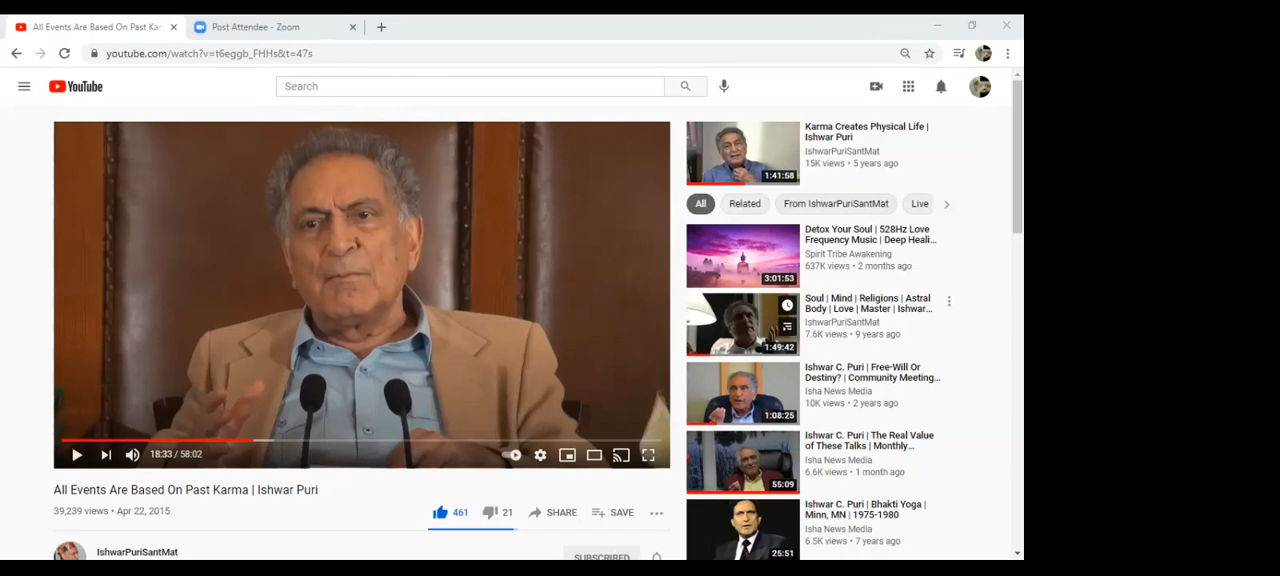 All Events Are Based On Past Kar
Post Attendee - Zoom
youtube.com/watch?v=t6eggb_FHHs&t=47s
YouTube
Search
Karma Creates Physical Life |
Ishwar Puri
IshwarPuriSantMat
15K views • 5 years ago
1:41:58
All
Related
From IshwarPuriSantMat
Live
Detox Your Soul | 528Hz Love
Frequency Music | Deep Heali...
Spirit Tribe Awakening
637K views • 2 months ago
3:01:53
Soul | Mind | Religions | Astral
Body | Love | Master | Ishwar...
IshwarPuriSantMat
7.6K views • 9 years ago
1:49:42
Ishwar C. Puri | Free-Will Or
Destiny? | Community Meeting...
Isha News Media
10K views • 2 years ago
1:08:25
Ishwar C. Puri | The Real Value
of These Talks | Monthly...
Isha News Media
6.6K views • 1 month ago
55:09
Ishwar C. Puri | Bhakti Yoga |
Minn, MN | 1975-1980
Isha News Media
6.5K views • 7 years ago
25:51
18:33 / 58:02
All Events Are Based On Past Karma | Ishwar Puri
39,239 views • Apr 22, 2015
461
21
SHARE
SAVE
IshwarPuriSantMat
SUBSCRIBED